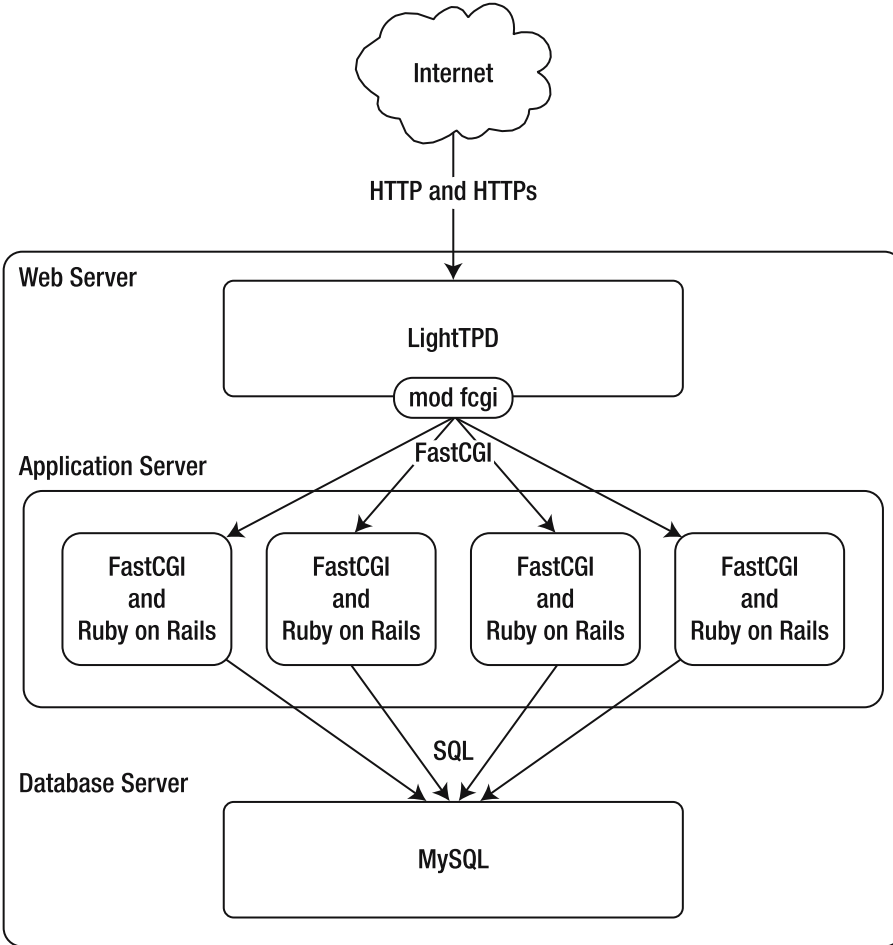 Internet
HTTP and HTTPs
Web Server
LightTPD
mod fcgi
FastCGI
Application Server
FastCGI
and
Ruby on Rails
FastCGI
and
Ruby on Rails
FastCGI
and
Ruby on Rails
FastCGI
and
Ruby on Rails
SQL
Database Server
MySQL